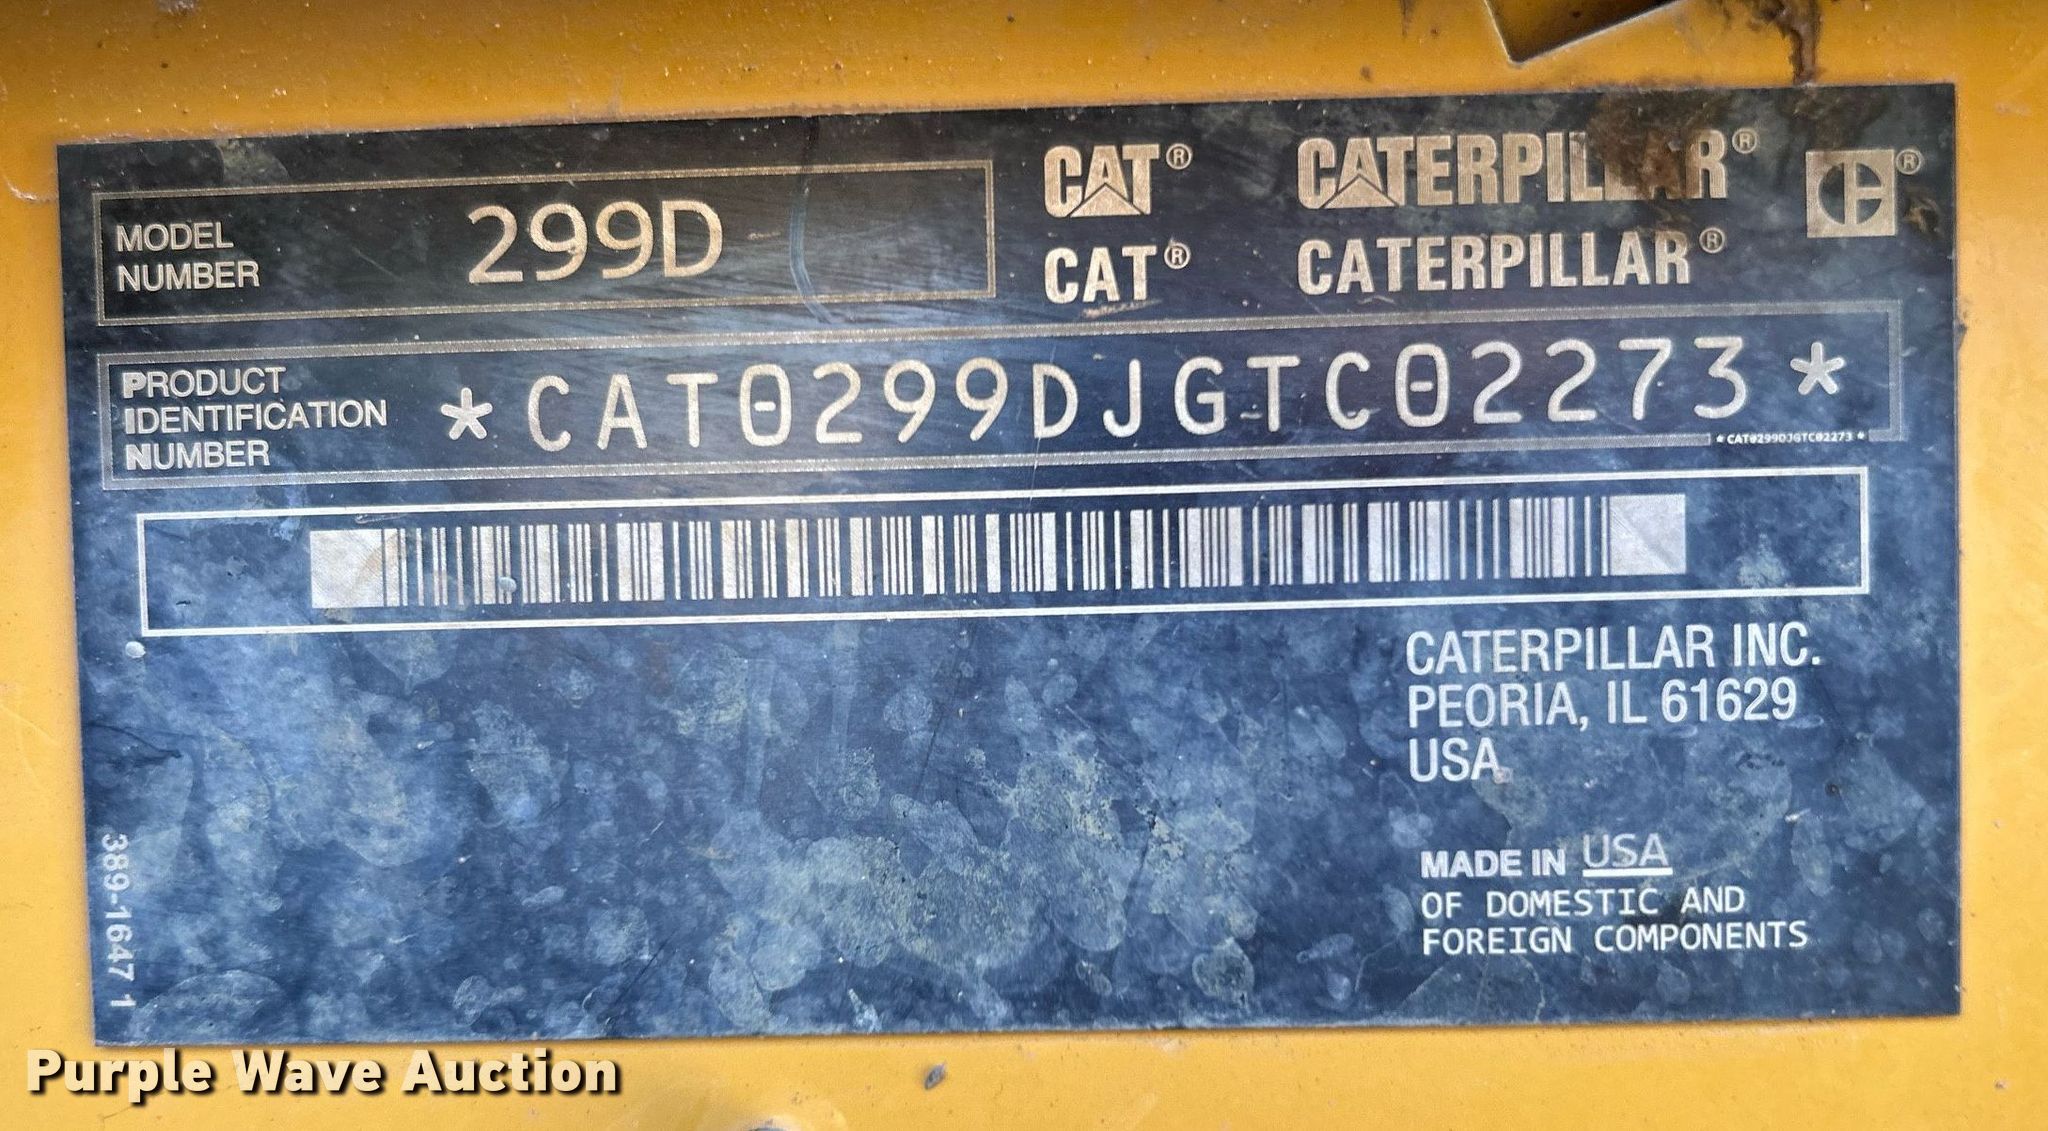 MODEL
NUMBER
299D
CAT® CATERPILLAR®
CAT® CATERPILLAR®
PRODUCT
IDENTIFICATION
NUMBER
*CAT0299DJGTC02273*
*CAT0299DJGTC02273*
CATERPILLAR INC.
PEORIA, IL 61629
USA
MADE IN USA
OF DOMESTIC AND
FOREIGN COMPONENTS
389-1647 1
Purple Wave Auction